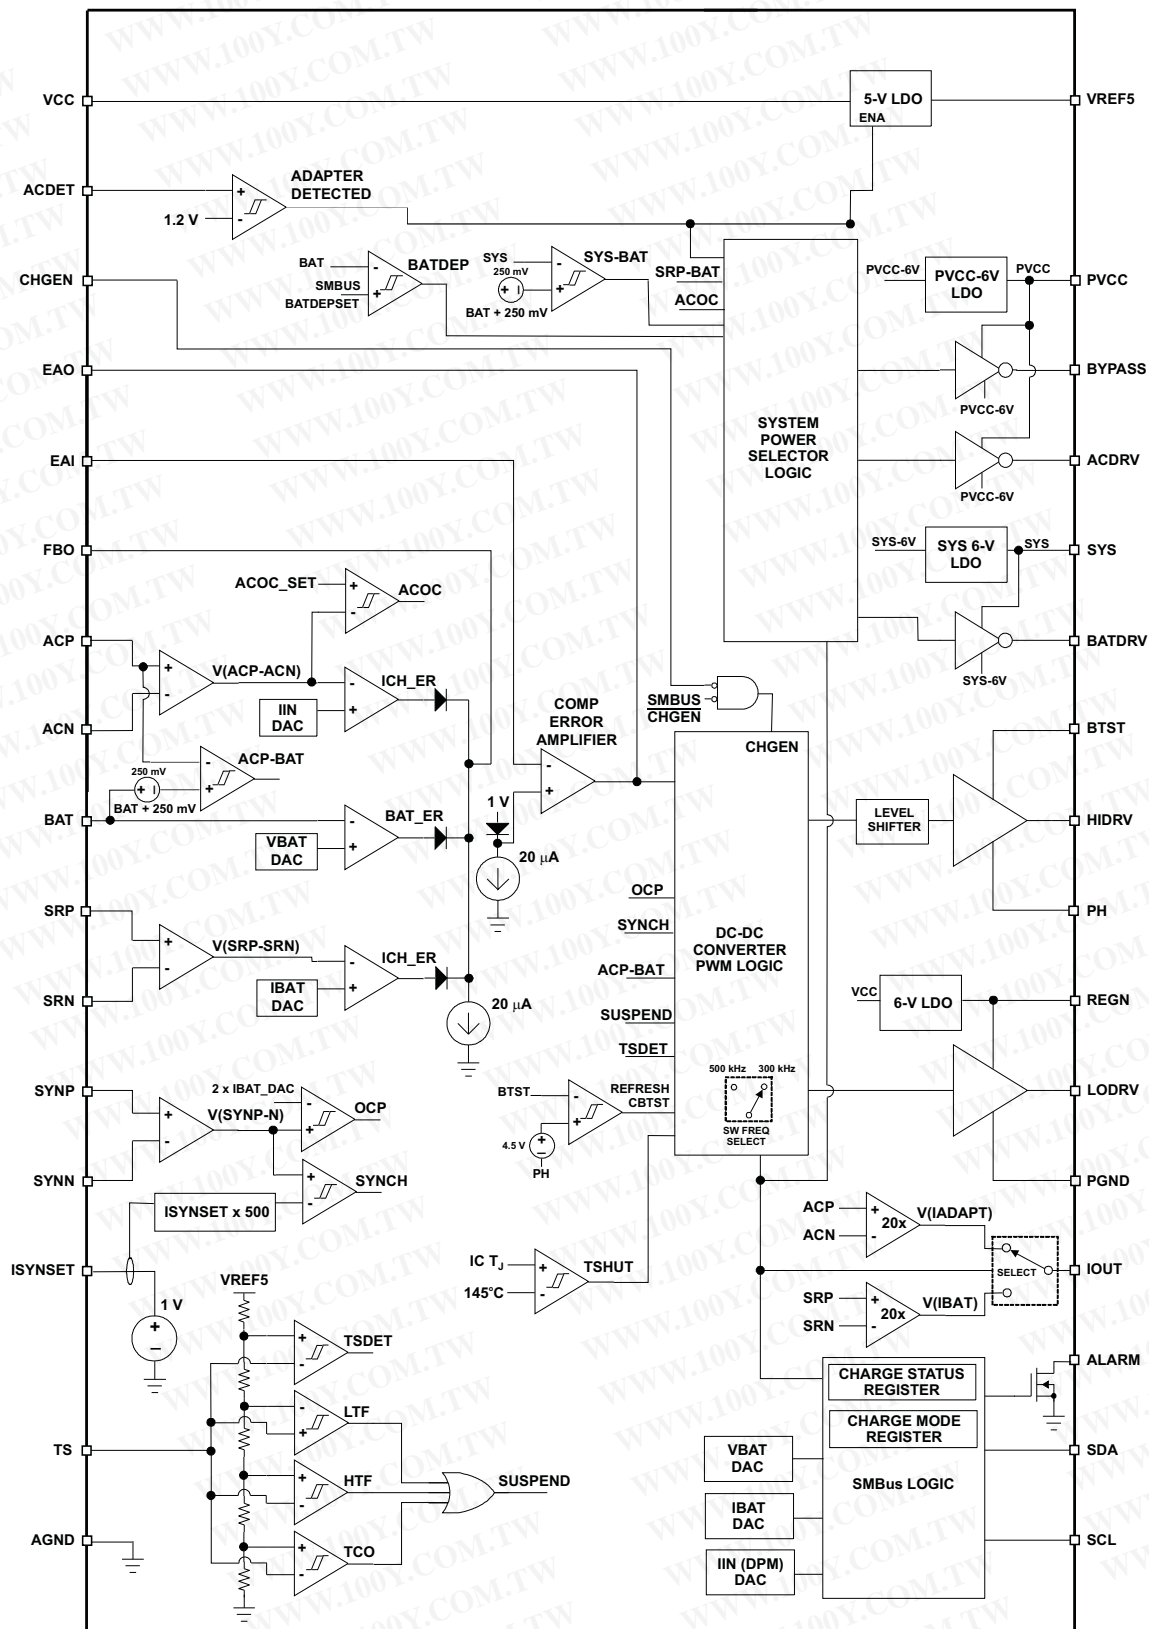 WWW.100Y.COM.TW
VCC
5-V LDO
ENA
VREF5
ACDET
+
-
1.2 V
ADAPTER
DETECTED
CHGEN
BAT
SMBUS
BATDEPSET
-
+
BATDEP
SYS
250 mV
BAT + 250 mV
-
+
SYS-BAT
SRP-BAT
ACOC
SYSTEM
POWER
SELECTOR
LOGIC
PVCC-6V
PVCC-6V
LDO
PVCC
PVCC
EAO
BYPASS
PVCC-6V
EAI
ACDRV
PVCC-6V
FBO
SYS-6V
SYS 6-V
LDO
SYS
SYS
ACOC_SET
+
-
ACOC
ACP
BATDRV
SYS-6V
+
-
V(ACP-ACN)
-
+
ICH_ER
IIN
DAC
SMBUS
CHGEN
ACN
COMP
ERROR
AMPLIFIER
CHGEN
BTST
-
+
ACP-BAT
250 mV
+ -
BAT + 250 mV
-
+
1 V
BAT
BAT_ER
-
+
VBAT
DAC
20 µA
LEVEL
SHIFTER
HIDRV
SRP
OCP
SYNCH
DC-DC
CONVERTER
PWM LOGIC
PH
+
-
V(SRP-SRN)
-
+
ICH_ER
IBAT
DAC
ACP-BAT
SRN
20 µA
SUSPEND
VCC
6-V LDO
REGN
TSDET
500 kHz 300 kHz
SW FREQ
SELECT
SYNP
2 x IBAT_DAC
+
-
V(SYNP-N)
-
+
OCP
BTST
-
+
4.5 V
+
-
PH
REFRESH
CBTST
LODRV
SYNN
+
-
SYNCH
ISYNSET x 500
PGND
ACP
ACN
+
-
20x
V(IADAPT)
ISYNSET
1 V
+
-
IC TJ
145°C
+
-
TSHUT
SELECT
IOUT
VREF5
SRP
SRN
+
-
20x
V(IBAT)
+
-
TSDET
CHARGE STATUS
REGISTER
ALARM
-
+
LTF
CHARGE MODE
REGISTER
TS
VBAT
DAC
SMBus LOGIC
SDA
+
-
HTF
SUSPEND
IBAT
DAC
AGND
+
-
TCO
IIN (DPM)
DAC
SCL